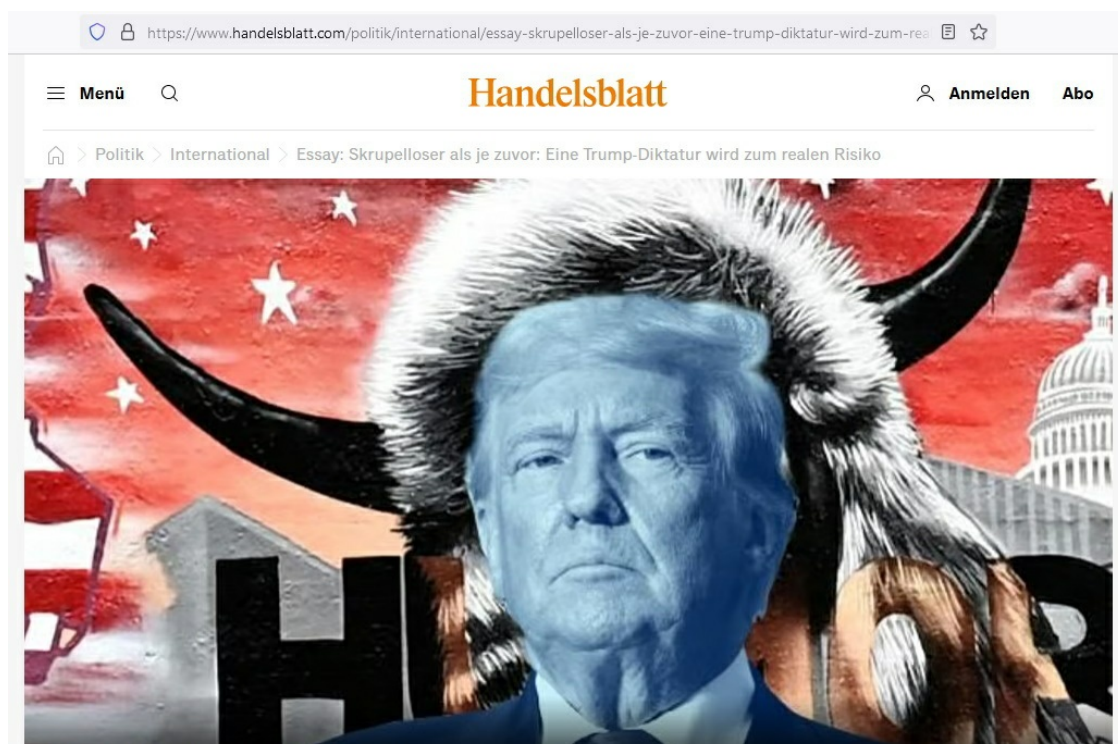 https://www.handelsblatt.com/politik/international/essay-skrupelloser-als-je-zuvor-eine-trump-diktatur-wird-zum-rea
Menü
Handelsblatt
Anmelden Abo
Politik International Essay: Skrupelloser als je zuvor: Eine Trump-Diktatur wird zum realen Risiko